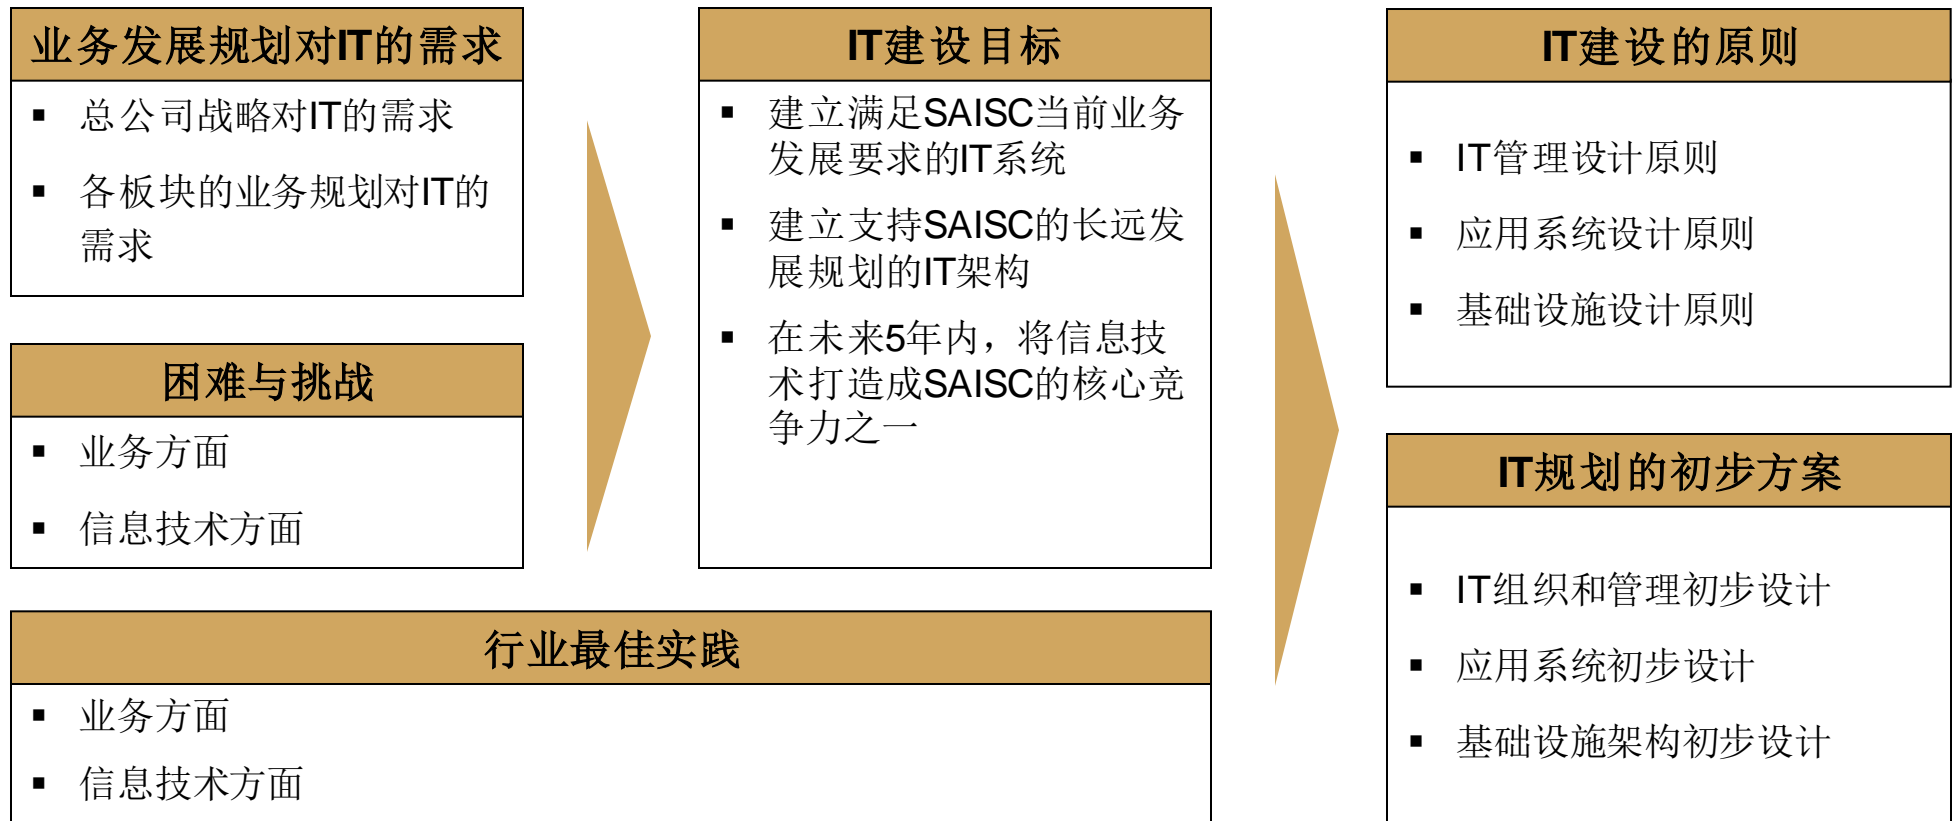 业务发展规划对IT的需求
▪ 总公司战略对IT的需求
▪ 各板块的业务规划对IT的
需求
困难与挑战
▪ 业务方面
▪ 信息技术方面
IT建设目标
▪ 建立满足SAISC当前业务
发展要求的IT系统
▪ 建立支持SAISC的长远发
展规划的IT架构
▪ 在未来5年内，将信息技
术打造成SAISC的核心竞
争力之一
行业最佳实践
▪ 业务方面
▪ 信息技术方面
IT建设的原则
▪ IT管理设计原则
▪ 应用系统设计原则
▪ 基础设施设计原则
IT规划的初步方案
▪ IT组织和管理初步设计
▪ 应用系统初步设计
▪ 基础设施架构初步设计